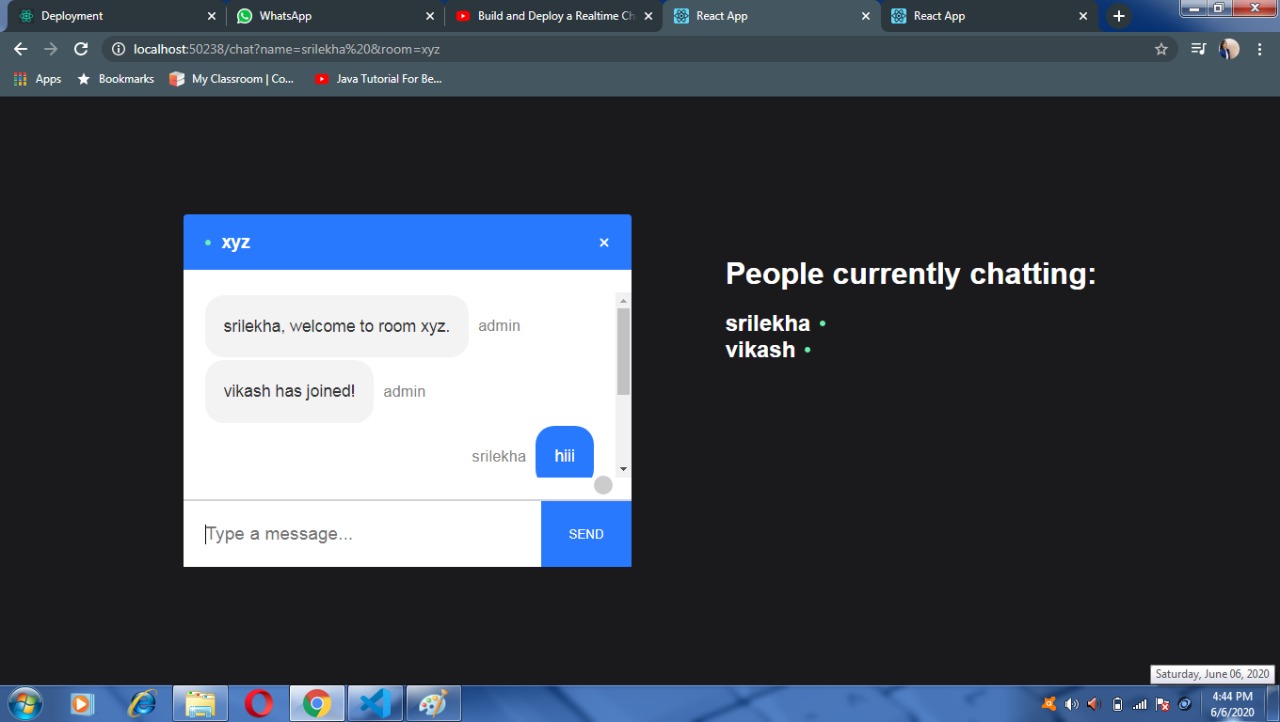 Deployment
WhatsApp
Build and Deploy a Realtime Ch
React App
React App
localhost:50238/chat?name=srilekha%20&room=xyz
Apps
Bookmarks
My Classroom | Co...
Java Tutorial For Be...
xyz
srilekha, welcome to room xyz. admin
vikash has joined! admin
srilekha hiii
Type a message...
SEND
People currently chatting:
srilekha
vikash
Saturday, June 06, 2020
4:44 PM
6/6/2020